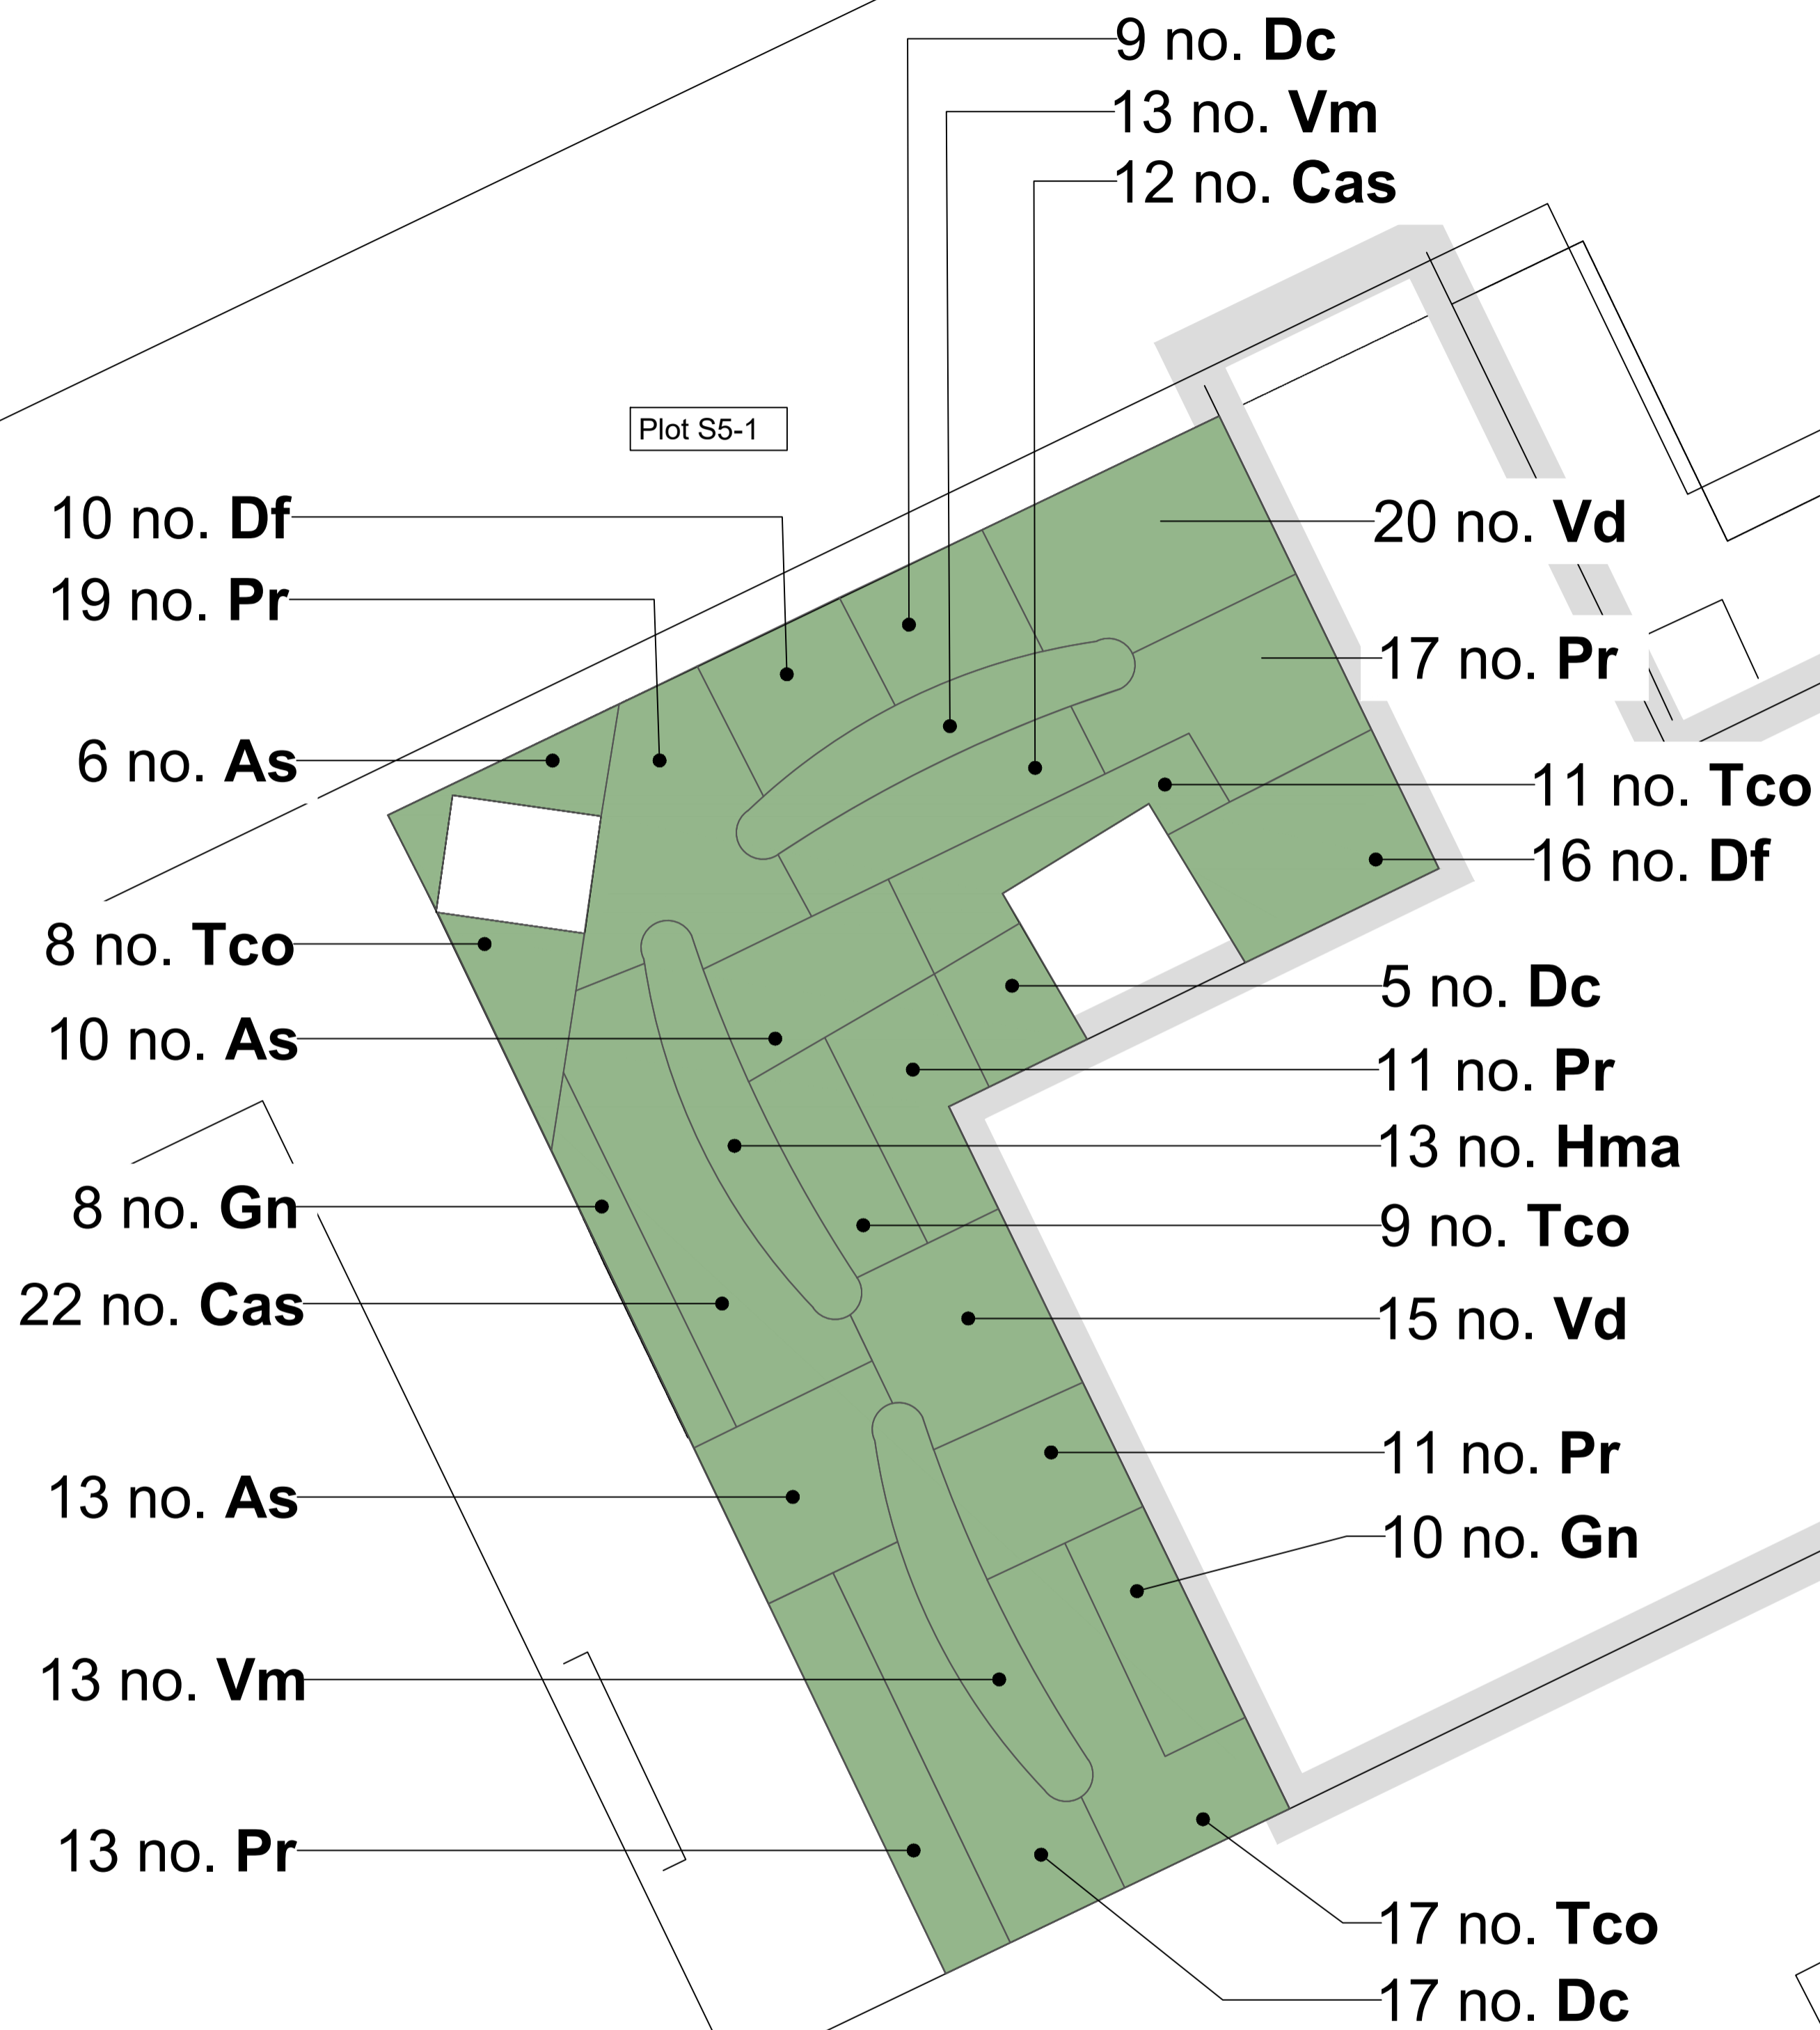 9 no. Dc
13 no. Vm
12 no. Cas
Plot S5-1
10 no. Df
19 no. Pr
6 no. As
8 no. Tco
10 no. As
8 no. Gn
22 no. Cas
13 no. As
13 no. Vm
13 no. Pr
20 no. Vd
17 no. Pr
11 no. Tco
16 no. Df
5 no. Dc
11 no. Pr
13 no. Hma
9 no. Tco
15 no. Vd
11 no. Pr
10 no. Gn
17 no. Tco
17 no. Dc